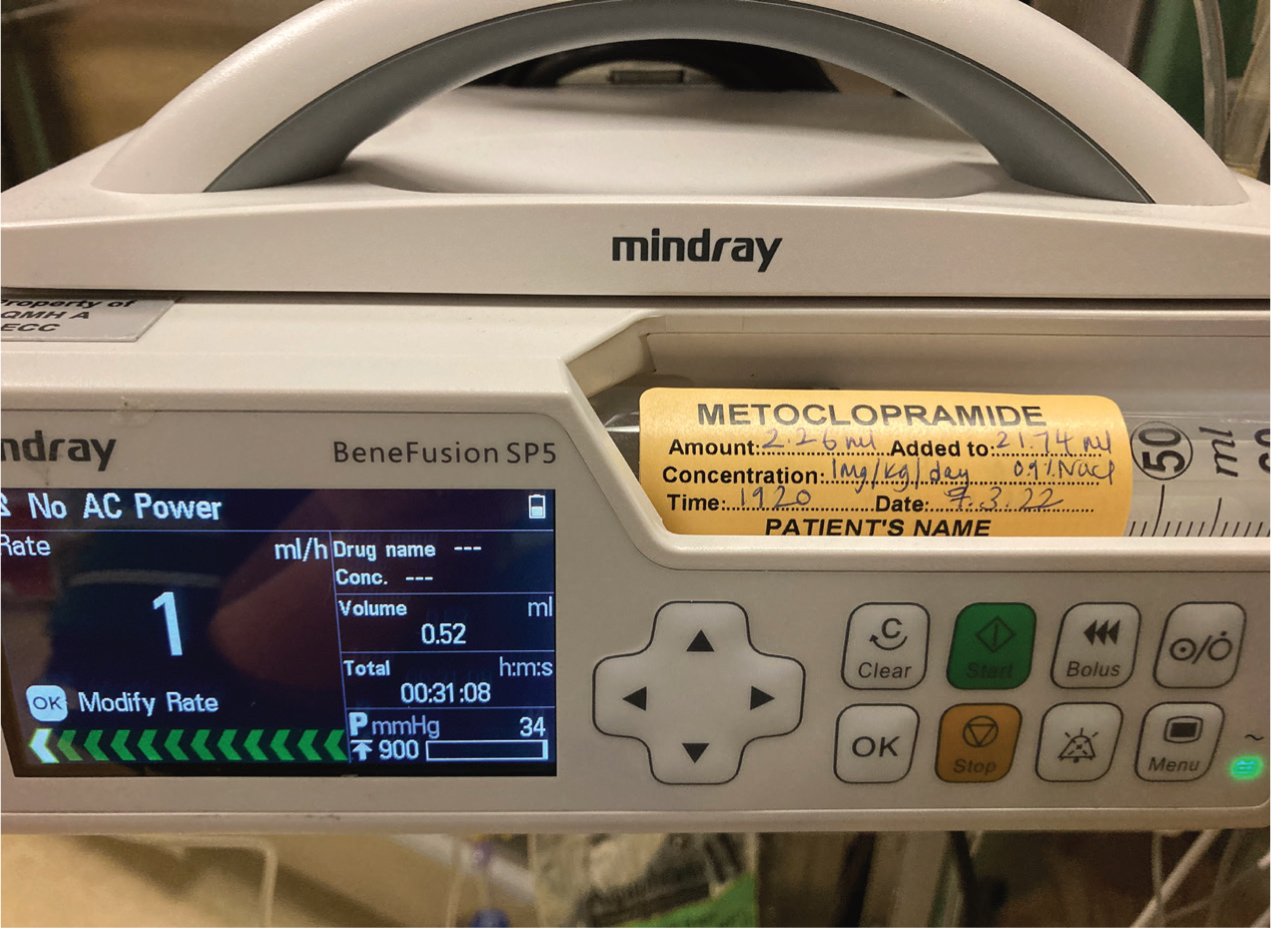 mindray
Property of
QMH A
ECC
ndray
BeneFusion SP5
METOCLOPRAMIDE
Amount: 2.26 ml Added to: 21.74 ml
Concentration: 1mg/kg/day 0.9% NaCl
Time: 1920 Date: 7.3.22
PATIENT'S NAME
50 ml
No AC Power
Rate ml/h
1
OK Modify Rate
Drug name ---
Conc. ---
Volume ml
0.52
Total h:m:s
00:31:08
P mmHg 34
900
C
Clear
Start
Bolus
OK
Stop
Menu